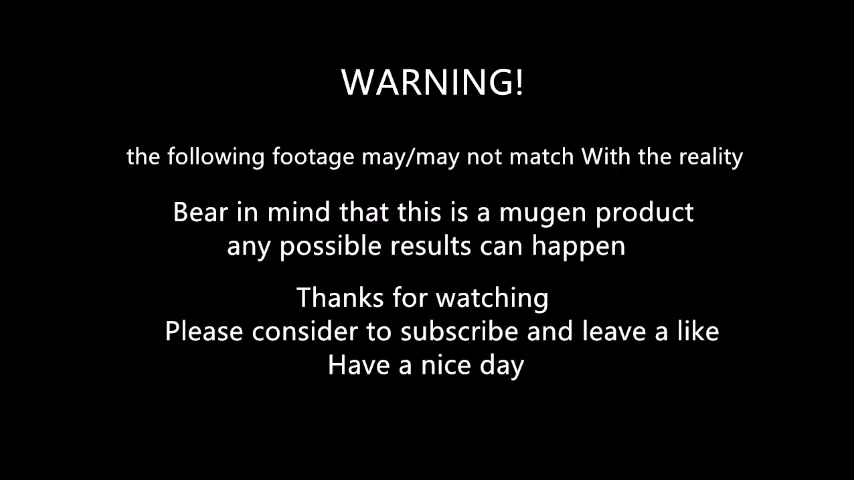 WARNING!
the following footage may/may not match With the reality
Bear in mind that this is a mugen product
any possible results can happen
Thanks for watching
Please consider to subscribe and leave a like
Have a nice day